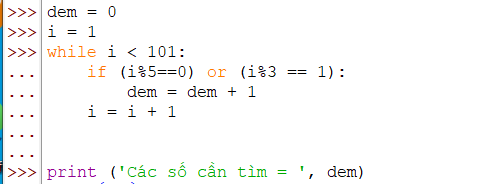 >>> dem = 0
>>> i = 1
>>> while i < 101:
...     if (i%5==0) or (i%3 == 1):
...         dem = dem + 1
...     i = i + 1
...
...
>>> print ('Các số cần tìm = ', dem)